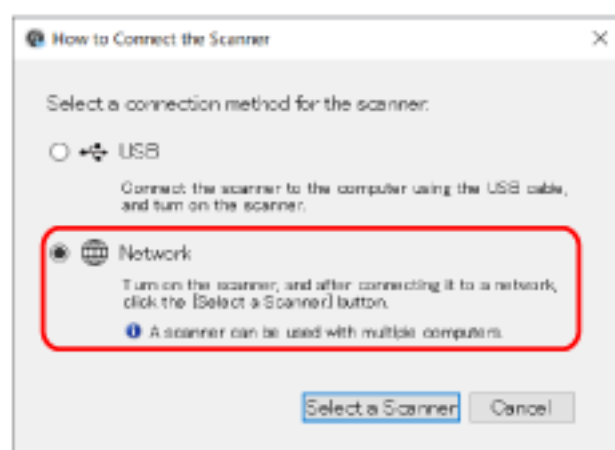 How to Connect the Scanner
Select a connection method for the scanner:
USB
Connect the scanner to the computer using the USB cable,
and turn on the scanner.
Network
Turn on the scanner, and after connecting it to a network,
click the [Select a Scanner] button.
A scanner can be used with multiple computers.
Select a Scanner Cancel